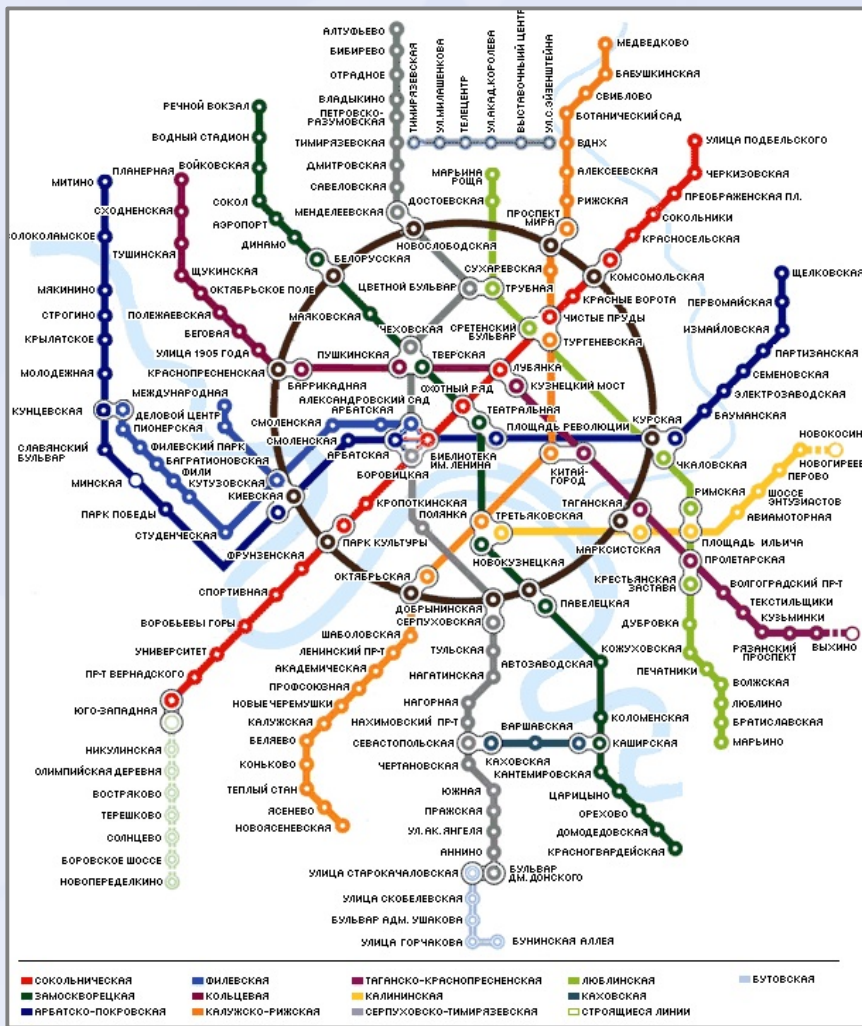 АЛТУФЬЕВО
БИБИРЕВО
ОТРАДНОЕ
ВЛАДЫКИНО
ПЕТРОВСКО-
РАЗУМОВСКАЯ
ТИМИРЯЗЕВСКАЯ
ДМИТРОВСКАЯ
САВЕЛОВСКАЯ
МЕНДЕЛЕЕВСКАЯ
ТИМИРЯЗЕВСКАЯ
УЛ.МИЛАШЕНКОВА
ТЕЛЕЦЕНТР
УЛ.АКАД.КОРОЛЕВА
ВЫСТАВОЧНЫЙ ЦЕНТР
УЛ.С.ЭЙЗЕНШТЕЙНА
МЕДВЕДКОВО
БАБУШКИНСКАЯ
СВИБЛОВО
БОТАНИЧЕСКИЙ САД
ВДНХ
АЛЕКСЕЕВСКАЯ
РИЖСКАЯ
ПРОСПЕКТ
МИРА
МАРЬИНА
РОЩА
ДОСТОЕВСКАЯ
РЕЧНОЙ ВОКЗАЛ
ВОДНЫЙ СТАДИОН
ВОЙКОВСКАЯ
СОКОЛ
АЭРОПОРТ
ДИНАМО
БЕЛОРУССКАЯ
МАЯКОВСКАЯ
ПЛАНЕРНАЯ
СХОДНЕНСКАЯ
ТУШИНСКАЯ
ЩУКИНСКАЯ
ОКТЯБРЬСКОЕ ПОЛЕ
ПОЛЕЖАЕВСКАЯ
БЕГОВАЯ
УЛИЦА 1905 ГОДА
КРАСНОПРЕСНЕНСКАЯ
БАРРИКАДНАЯ
МИТИНО
ВОЛОКОЛАМСКОЕ
МЯКИНИНО
СТРОГИНО
КРЫЛАТСКОЕ
МОЛОДЕЖНАЯ
КУНЦЕВСКАЯ
СЛАВЯНСКИЙ
БУЛЬВАР
МИНСКАЯ
ПАРК ПОБЕДЫ
МЕЖДУНАРОДНАЯ
ДЕЛОВОЙ ЦЕНТР
ПИОНЕРСКАЯ
ФИЛЕВСКИЙ ПАРК
БАГРАТИОНОВСКАЯ
ФИЛИ
КУТУЗОВСКАЯ
СТУДЕНЧЕСКАЯ
КИЕВСКАЯ
УЛИЦА ПОДБЕЛЬСКОГО
ЧЕРКИЗОВСКАЯ
ПРЕОБРАЖЕНСКАЯ ПЛ.
СОКОЛЬНИКИ
КРАСНОСЕЛЬСКАЯ
КОМСОМОЛЬСКАЯ
КРАСНЫЕ ВОРОТА
ЧИСТЫЕ ПРУДЫ
ТУРГЕНЕВСКАЯ
НОВОСЛОБОДСКАЯ
СУХАРЕВСКАЯ
ЦВЕТНОЙ БУЛЬВАР
ТРУБНАЯ
СРЕТЕНСКИЙ
БУЛЬВАР
ЧЕХОВСКАЯ
ПУШКИНСКАЯ
ТВЕРСКАЯ
ЛУБЯНКА
КУЗНЕЦКИЙ МОСТ
АЛЕКСАНДРОВСКИЙ САД
ОХОТНЫЙ РЯД
ТЕАТРАЛЬНАЯ
СМОЛЕНСКАЯ
АРБАТСКАЯ
СМОЛЕНСКАЯ
АРБАТСКАЯ
ПЛОЩАДЬ РЕВОЛЮЦИИ
БИБЛИОТЕКА
ИМ. ЛЕНИНА
БОРОВИЦКАЯ
КИТАЙ-
ГОРОД
КУРСКАЯ
ЧКАЛОВСКАЯ
ЩЕЛКОВСКАЯ
ПЕРВОМАЙСКАЯ
ИЗМАЙЛОВСКАЯ
ПАРТИЗАНСКАЯ
СЕМЕНОВСКАЯ
ЭЛЕКТРОЗАВОДСКАЯ
БАУМАНСКАЯ
НОВОКОСИНО
НОВОГИРЕЕВО
ПЕРОВО
ШОССЕ
ЭНТУЗИАСТОВ
АВИАМОТОРНАЯ
РИМСКАЯ
ПЛОЩАДЬ ИЛЬИЧА
ТАГАНСКАЯ
МАРКСИСТСКАЯ
КРОПОТКИНСКАЯ
ПОЛЯНКА
ТРЕТЬЯКОВСКАЯ
НОВОКУЗНЕЦКАЯ
ПАРК КУЛЬТУРЫ
ФРУНЗЕНСКАЯ
СПОРТИВНАЯ
ВОРОБЬЕВЫ ГОРЫ
УНИВЕРСИТЕТ
ПР-Т ВЕРНАДСКОГО
ЮГО-ЗАПАДНАЯ
НИКУЛИНСКАЯ
ОЛИМПИЙСКАЯ ДЕРЕВНЯ
ВОСТРЯКОВО
ТЕРЕШКОВО
СОЛНЦЕВО
БОРОВСКОЕ ШОССЕ
НОВОПЕРЕДЕЛКИНО
ОКТЯБРЬСКАЯ
ШАБОЛОВСКАЯ
ЛЕНИНСКИЙ ПР-Т
АКАДЕМИЧЕСКАЯ
ПРОФСОЮЗНАЯ
НОВЫЕ ЧЕРЕМУШКИ
КАЛУЖСКАЯ
БЕЛЯЕВО
КОНЬКОВО
ТЕПЛЫЙ СТАН
ЯСЕНЕВО
НОВОЯСЕНЕВСКАЯ
ДОБРЫНИНСКАЯ
СЕРПУХОВСКАЯ
ТУЛЬСКАЯ
НАГАТИНСКАЯ
НАГОРНАЯ
НАХИМОВСКИЙ ПР-Т
СЕВАСТОПОЛЬСКАЯ
ЧЕРТАНОВСКАЯ
ЮЖНАЯ
ПРАЖСКАЯ
УЛ. АК. ЯНГЕЛЯ
АННИНО
БУЛЬВАР
ДМ. ДОНСКОГО
УЛИЦА СТАРОКАЧАЛОВСКАЯ
УЛИЦА СКОБЕЛЕВСКАЯ
БУЛЬВАР АДМ. УШАКОВА
УЛИЦА ГОРЧАКОВА
БУНИНСКАЯ АЛЛЕЯ
ПАВЕЛЕЦКАЯ
АВТОЗАВОДСКАЯ
КОЛОМЕНСКАЯ
ВАРШАВСКАЯ
КАХОВСКАЯ
КАШИРСКАЯ
КАНТЕМИРОВСКАЯ
ЦАРИЦЫНО
ОРЕХОВО
ДОМОДЕДОВСКАЯ
КРАСНОГВАРДЕЙСКАЯ
ПРОЛЕТАРСКАЯ
КРЕСТЬЯНСКАЯ
ЗАСТАВА
ВОЛГОГРАДСКИЙ ПР-Т
ТЕКСТИЛЬЩИКИ
КУЗЬМИНКИ
РЯЗАНСКИЙ
ПРОСПЕКТ
ВЫХИНО
ДУБРОВКА
КОЖУХОВСКАЯ
ПЕЧАТНИКИ
ВОЛЖСКАЯ
ЛЮБЛИНО
БРАТИСЛАВСКАЯ
МАРЬИНО
СОКОЛЬНИЧЕСКАЯ
ЗАМОСКВОРЕЦКАЯ
АРБАТСКО-ПОКРОВСКАЯ
ФИЛЕВСКАЯ
КОЛЬЦЕВАЯ
КАЛУЖСКО-РИЖСКАЯ
ТАГАНСКО-КРАСНОПРЕСНЕНСКАЯ
КАЛИНИНСКАЯ
СЕРПУХОВСКО-ТИМИРЯЗЕВСКАЯ
ЛЮБЛИНСКАЯ
КАХОВСКАЯ
СТРОЯЩИЕСЯ ЛИНИИ
БУТОВСКАЯ